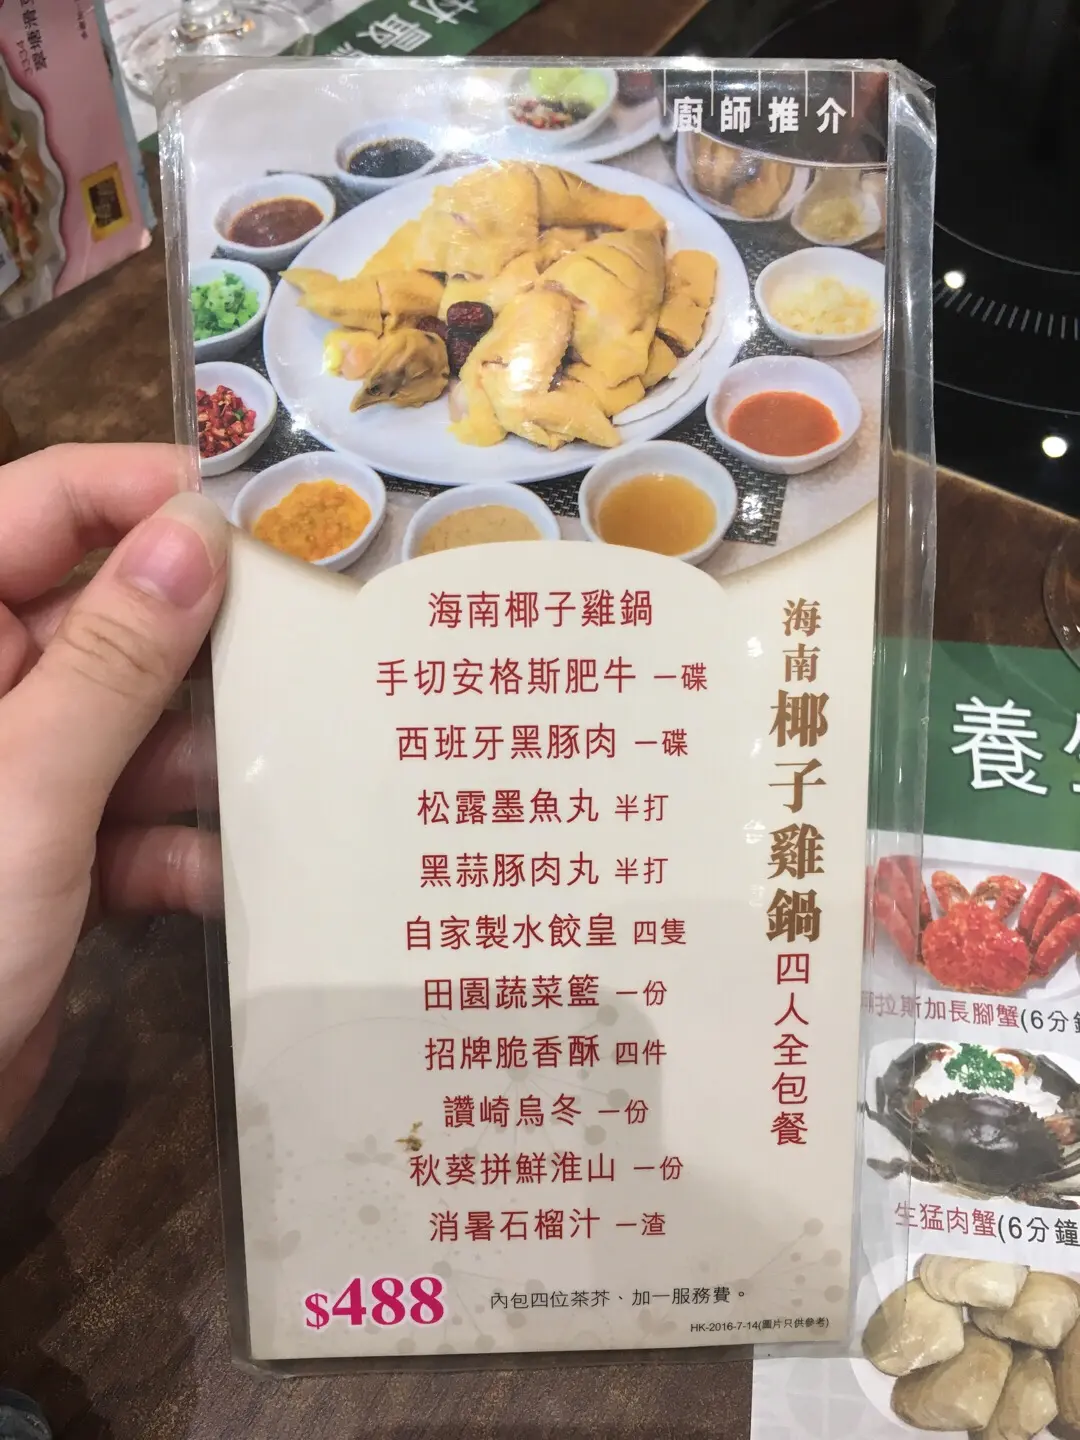 廚師推介
海南椰子雞鍋
手切安格斯肥牛 一碟
西班牙黑豚肉 一碟
松露墨魚丸 半打
黑蒜豚肉丸 半打
自家製水餃皇 四隻
田園蔬菜籃 一份
招牌脆香酥 四件
讚崎烏冬 一份
秋葵拼鮮淮山 一份
消暑石榴汁 一渣
海南椰子雞鍋四人全包餐
$488
內包四位茶芥、加一服務費。
HK-2016-7-14(圖片只供參考)
養
拉斯加長腳蟹(6分
生猛肉蟹(6分鐘